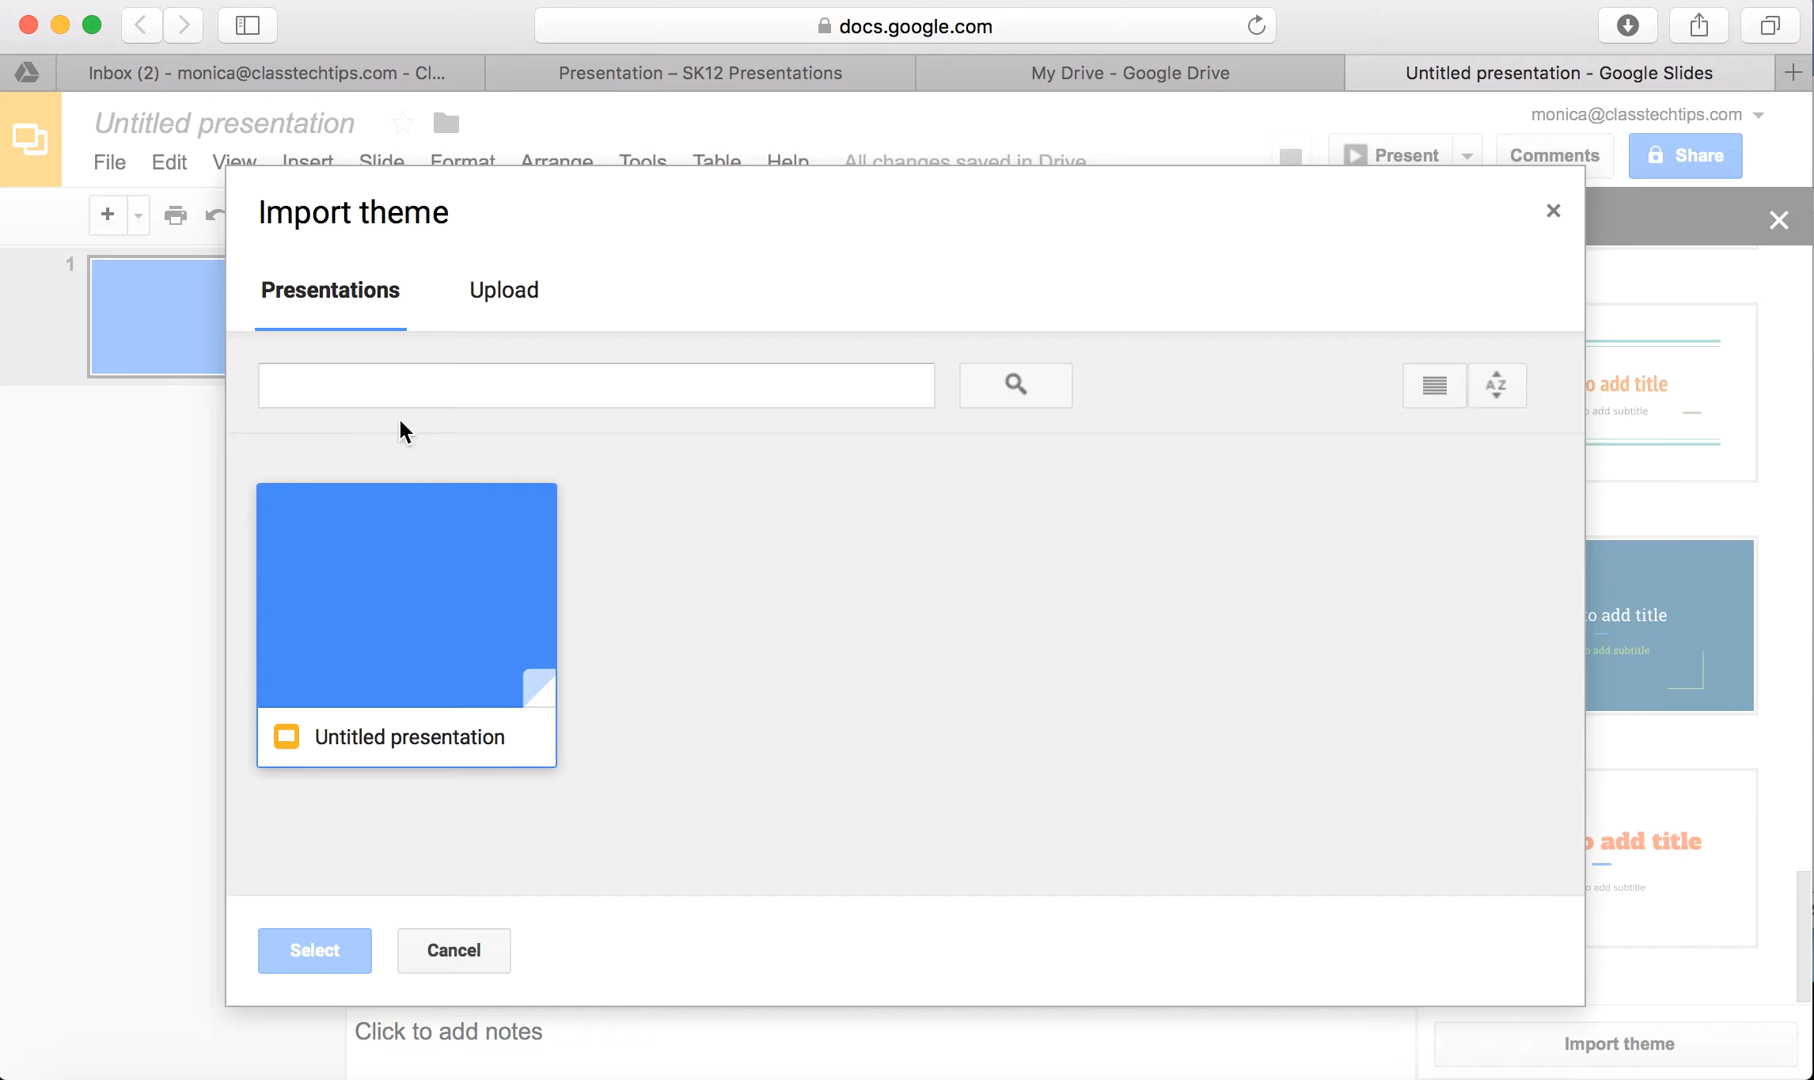 docs.google.com
Inbox (2) - monica@classtechtips.com - Cl...
Presentation – SK12 Presentations
My Drive - Google Drive
Untitled presentation - Google Slides
Untitled presentation
monica@classtechtips.com
File Edit View Insert Slide Format Arrange Tools Table Help All changes saved in Drive
Present
Comments
Share
Import theme
Presentations
Upload
1
AZ
o add title
o add subtitle
Untitled presentation
o add title
o add subtitle
o add title
o add subtitle
Select
Cancel
Click to add notes
Import theme